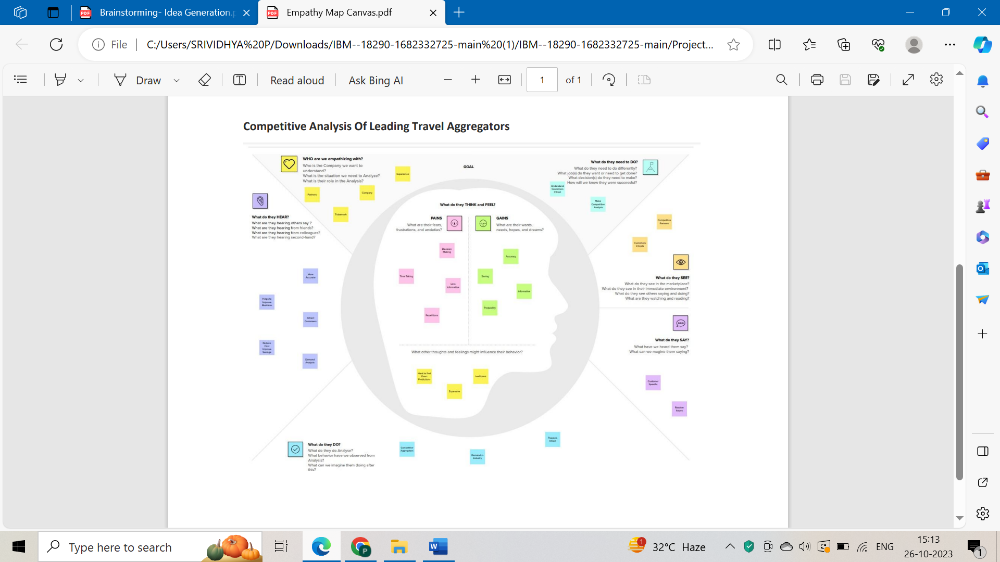 Brainstorming- Idea Generation.p
Empathy Map Canvas.pdf
File
C:/Users/SRIVIDHYA%20P/Downloads/IBM--18290-1682332725-main%20(1)/IBM--18290-1682332725-main/Project...
Draw
Read aloud
Ask Bing AI
1
of 1
Competitive Analysis Of Leading Travel Aggregators
WHO are we empathizing with?
Who is the Company we want to
understand?
What is the situation we need to Analyze?
What is their role in the Analysis?
Experience
Partners
Company
GOAL
What do they need to DO?
What do they need to do differently?
What job(s) do they want or need to get done?
What decision(s) do they need to make?
How will we know they were successful?
Understand
Customers
Intrest
Make
Competitive
Analysis
What do they HEAR?
What are they hearing others say ?
What are they hearing from friends?
What are they hearing from colleagues?
What are they hearing second-hand?
More
Accurate
Helps to
Improve
Business
Attract
Customers
Reduce
Cost
Improve
Savings
Demand
Analysis
What do they THINK and FEEL?
PAINS
What are their fears,
frustrations, and anxieties?
GAINS
What are their wants,
needs, hopes, and dreams?
Decision
Making
Time Taking
Less
Informative
Repetitions
Accuracy
Saving
Informative
Probability
What other thoughts and feelings might influence their behavior?
Hard to find
Exact
Predictions
Expensive
Inefficient
Competitive
Partners
Customers
Intrests
What do they SEE?
What do they see in the marketplace?
What do they see in their immediate environment?
What do they see others saying and doing?
What are they watching and reading?
What do they SAY?
What have we heard them say?
What can we magine them saying?
Customer
Specific
Resolve
Issues
What do they DO?
What do they do Analyse?
What behavior have we observed from
Analysis?
What can we imagine them doing after
this?
Competitive
Aggregators
Demand in
Industry
People's
Intrest
Type here to search
P
W
1
32°C Haze
ENG
15:13
26-10-2023
1